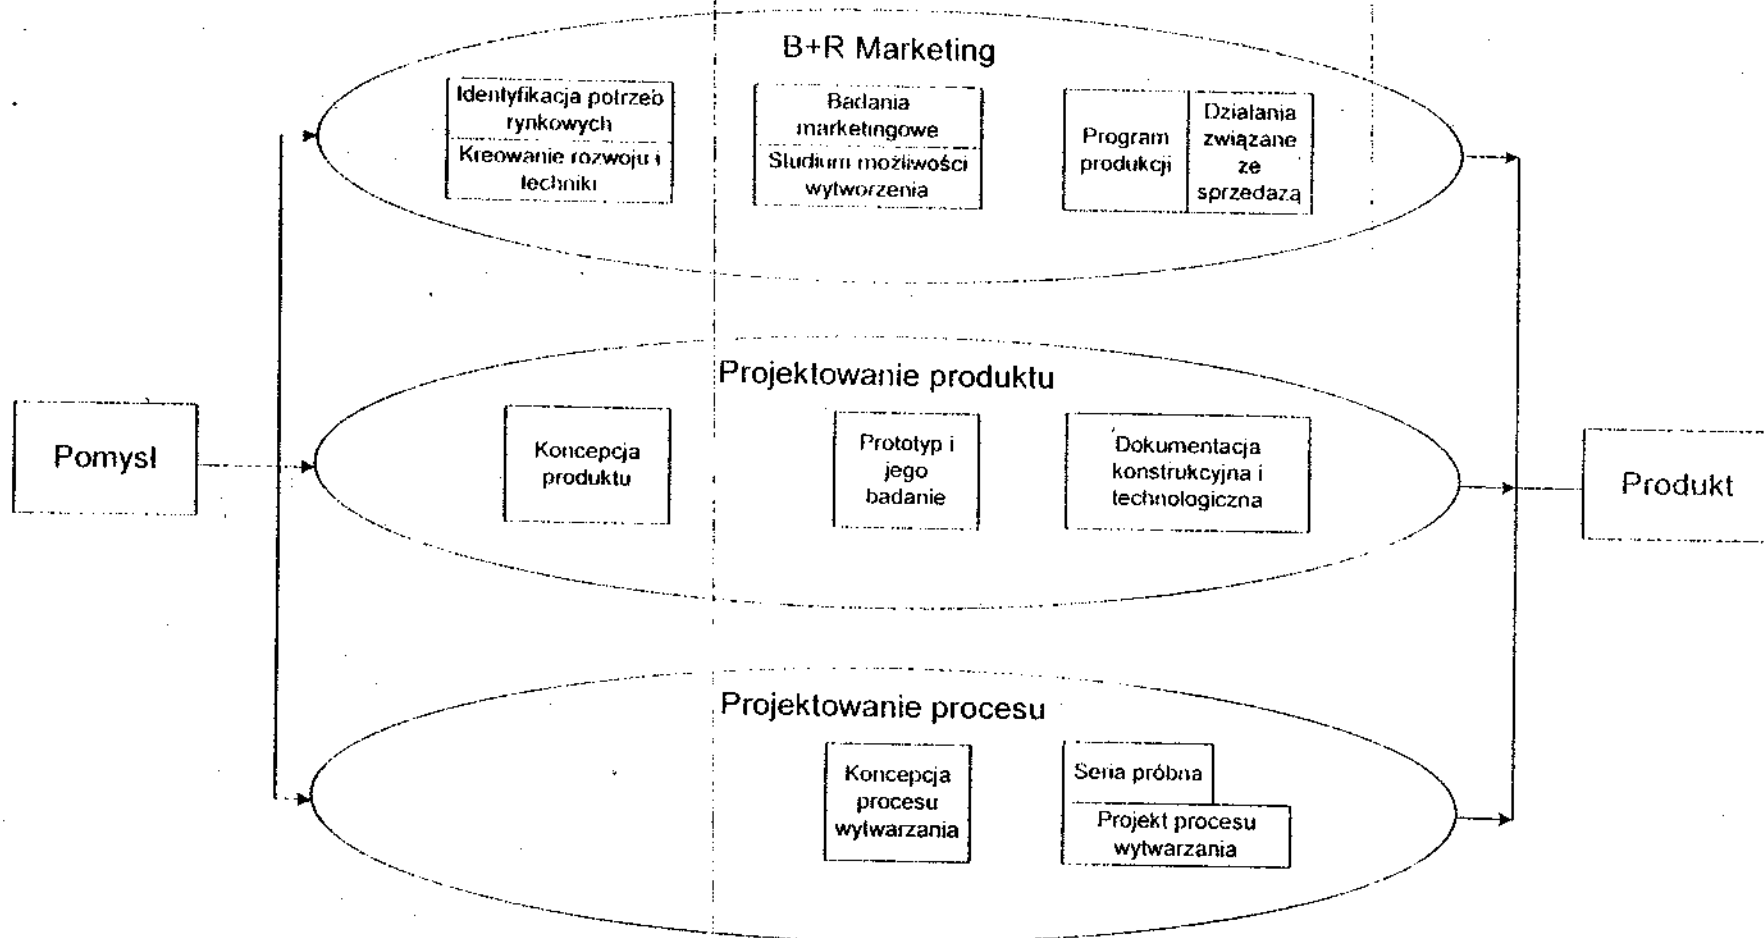 B+R Marketing
Identyfikacja potrzeb
rynkowych
Kreowanie rozwoju i
techniki
Badania
marketingowe
Studium możliwości
wytworzenia
Program
produkcji
Działania
związane
ze
sprzedażą
Pomysł
Projektowanie produktu
Koncepcja
produktu
Prototyp i
jego
badanie
Dokumentacja
konstrukcyjna i
technologiczna
Produkt
Projektowanie procesu
Koncepcja
procesu
wytwarzania
Seria próbna
Projekt procesu
wytwarzania